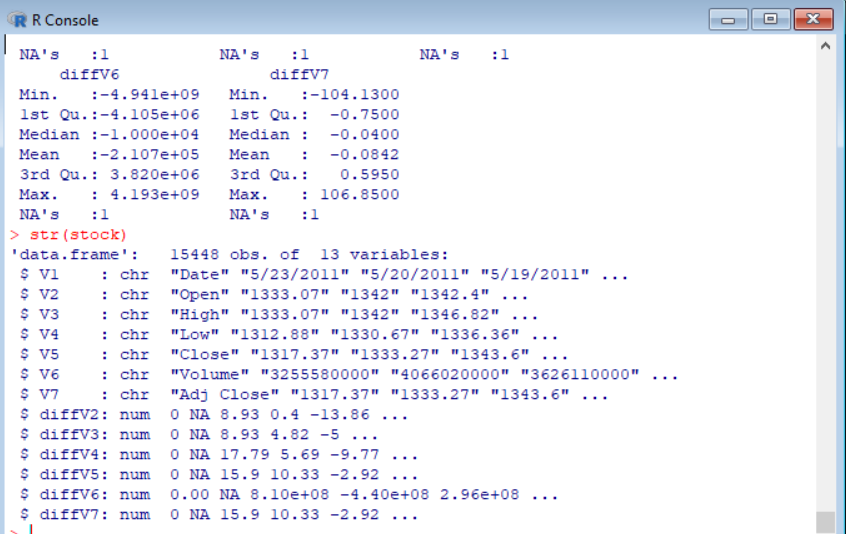 R Console
NA's :1 NA's :1 NA's :1
diffV6 diffV7
Min. :-4.941e+09 Min. :-104.1300
1st Qu.:-4.105e+06 1st Qu.: -0.7500
Median :-1.000e+04 Median : -0.0400
Mean :-2.107e+05 Mean : -0.0842
3rd Qu.: 3.820e+06 3rd Qu.: 0.5950
Max. : 4.193e+09 Max. : 106.8500
NA's :1 NA's :1
> str(stock)
'data.frame': 15448 obs. of 13 variables:
$ V1 : chr "Date" "5/23/2011" "5/20/2011" "5/19/2011" ...
$ V2 : chr "Open" "1333.07" "1342" "1342.4" ...
$ V3 : chr "High" "1333.07" "1342" "1346.82" ...
$ V4 : chr "Low" "1312.88" "1330.67" "1336.36" ...
$ V5 : chr "Close" "1317.37" "1333.27" "1343.6" ...
$ V6 : chr "Volume" "3255580000" "4066020000" "3626110000" ...
$ V7 : chr "Adj Close" "1317.37" "1333.27" "1343.6" ...
$ diffV2: num 0 NA 8.93 0.4 -13.86 ...
$ diffV3: num 0 NA 8.93 4.82 -5 ...
$ diffV4: num 0 NA 17.79 5.69 -9.77 ...
$ diffV5: num 0 NA 15.9 10.33 -2.92 ...
$ diffV6: num 0.00 NA 8.10e+08 -4.40e+08 2.96e+08 ...
$ diffV7: num 0 NA 15.9 10.33 -2.92 ...
>